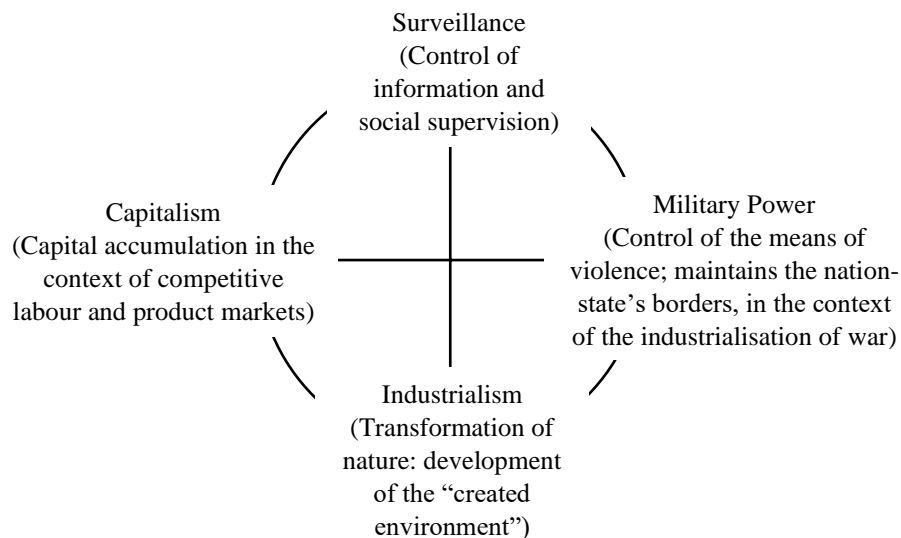 Surveillance
(Control of
information and
social supervision)
Capitalism
(Capital accumulation in the
context of competitive
labour and product markets)
Military Power
(Control of the means of
violence; maintains the nation-
state’s borders, in the context
of the industrialisation of war)
Industrialism
(Transformation of
nature: development
of the “created
environment”)